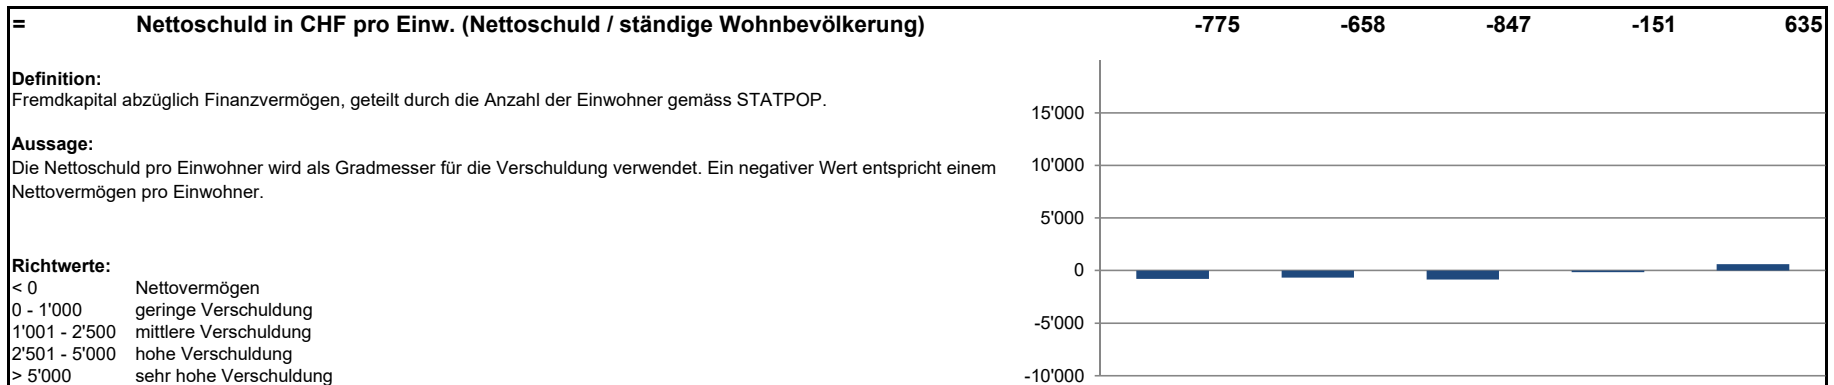 = Nettoschuld in CHF pro Einw. (Nettoschuld / ständige Wohnbevölkerung) -775 -658 -847 -151 635
Definition:
Fremdkapital abzüglich Finanzvermögen, geteilt durch die Anzahl der Einwohner gemäss STATPOP.
Aussage:
Die Nettoschuld pro Einwohner wird als Gradmesser für die Verschuldung verwendet. Ein negativer Wert entspricht einem
Nettovermögen pro Einwohner.
Richtwerte:
< 0 Nettovermögen
0 - 1'000 geringe Verschuldung
1'001 - 2'500 mittlere Verschuldung
2'501 - 5'000 hohe Verschuldung
> 5'000 sehr hohe Verschuldung
15'000
10'000
5'000
0
-5'000
-10'000